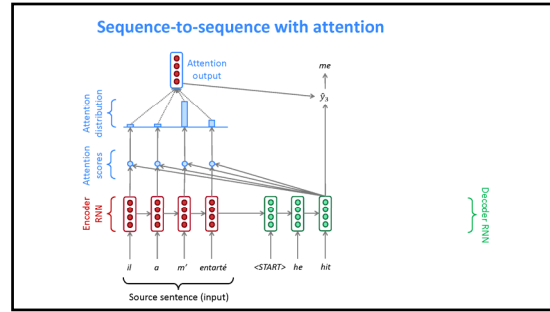 Sequence-to-sequence with attention
Attention
output
me
ŷ₃
Attention
distribution
Attention
scores
Encoder
RNN
Decoder RNN
il a m' entarté <START> he hit
Source sentence (input)